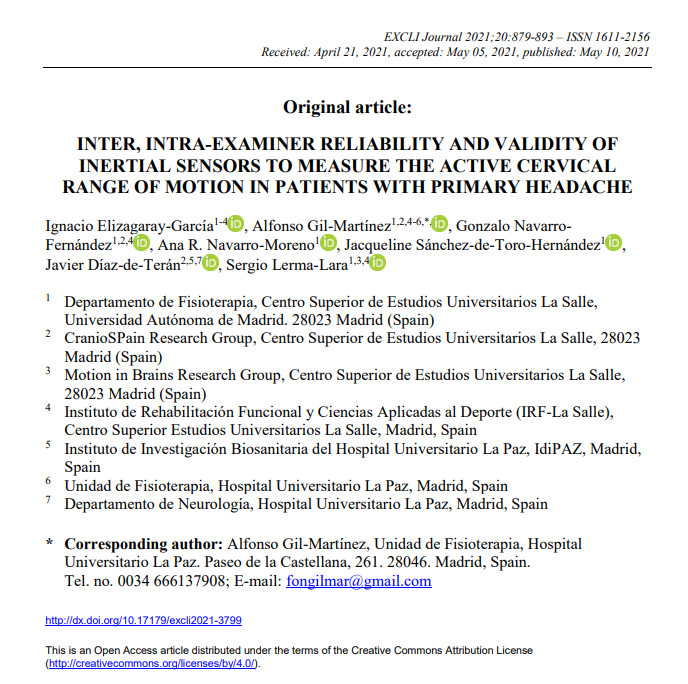 EXCLI Journal 2021;20:879-893 – ISSN 1611-2156
Received: April 21, 2021, accepted: May 05, 2021, published: May 10, 2021
Original article:
INTER, INTRA-EXAMINER RELIABILITY AND VALIDITY OF
INERTIAL SENSORS TO MEASURE THE ACTIVE CERVICAL
RANGE OF MOTION IN PATIENTS WITH PRIMARY HEADACHE
Ignacio Elizagaray-García1-4iD, Alfonso Gil-Martínez1,2,4-6,*,iD, Gonzalo Navarro-
Fernández1,2,4iD, Ana R. Navarro-Moreno1iD, Jacqueline Sánchez-de-Toro-Hernández1iD,
Javier Díaz-de-Terán2,5,7iD, Sergio Lerma-Lara1,3,4iD
1 Departamento de Fisioterapia, Centro Superior de Estudios Universitarios La Salle,
Universidad Autónoma de Madrid. 28023 Madrid (Spain)
2 CranioSPain Research Group, Centro Superior de Estudios Universitarios La Salle, 28023
Madrid (Spain)
3 Motion in Brains Research Group, Centro Superior de Estudios Universitarios La Salle,
28023 Madrid (Spain)
4 Instituto de Rehabilitación Funcional y Ciencias Aplicadas al Deporte (IRF-La Salle),
Centro Superior Estudios Universitarios La Salle, Madrid, Spain
5 Instituto de Investigación Biosanitaria del Hospital Universitario La Paz, IdiPAZ, Madrid,
Spain
6 Unidad de Fisioterapia, Hospital Universitario La Paz, Madrid, Spain
7 Departamento de Neurología, Hospital Universitario La Paz, Madrid, Spain
* Corresponding author: Alfonso Gil-Martínez, Unidad de Fisioterapia, Hospital
Universitario La Paz. Paseo de la Castellana, 261. 28046. Madrid, Spain.
Tel. no. 0034 666137908; E-mail: fongilmar@gmail.com
http://dx.doi.org/10.17179/excli2021-3799
This is an Open Access article distributed under the terms of the Creative Commons Attribution License
(http://creativecommons.org/licenses/by/4.0/).